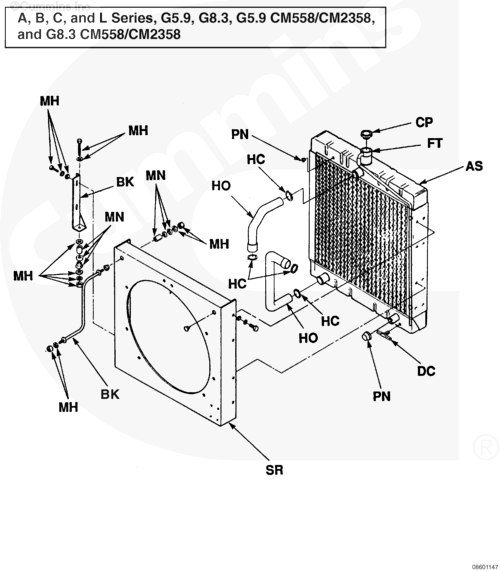 ©Cummins Inc
A, B, C, and L Series, G5.9, G8.3, G5.9 CM558/CM2358,
and G8.3 CM558/CM2358
Cummins
CP
MH
MH
PN
FT
HC
AS
BK
MN
HO
MN
MH
MH
HC
HC
HO
DC
BK
PN
MH
SR
®
08601147